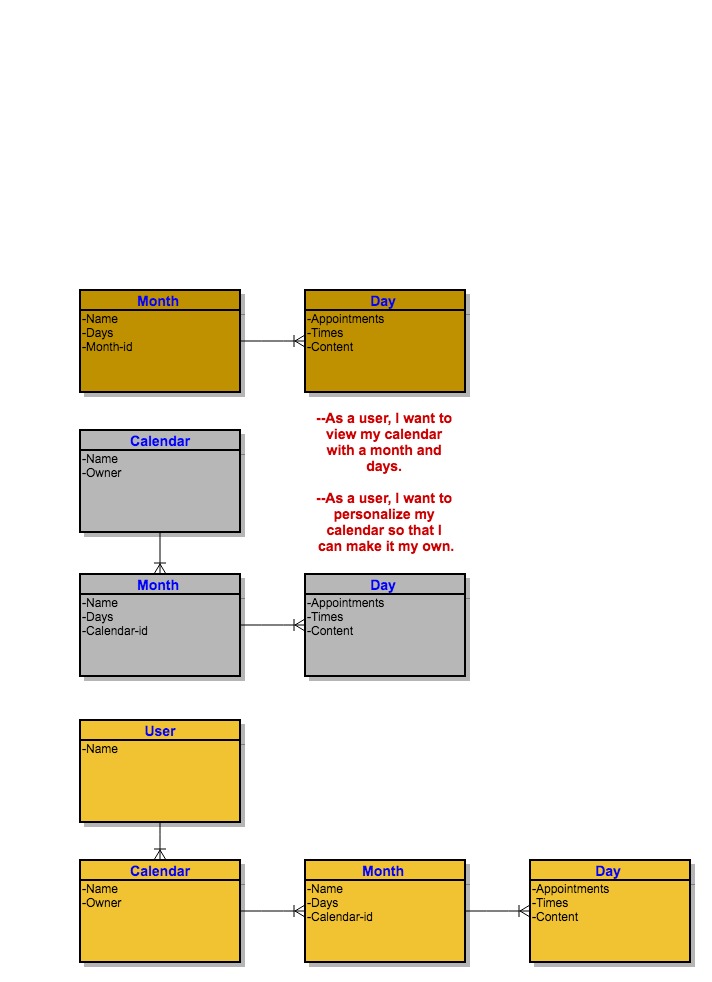 Month
-Name
-Days
-Month-id
Day
-Appointments
-Times
-Content
--As a user, I want to
view my calendar
with a month and
days.
--As a user, I want to
personalize my
calendar so that I
can make it my own.
Calendar
-Name
-Owner
Month
-Name
-Days
-Calendar-id
Day
-Appointments
-Times
-Content
User
-Name
Calendar
-Name
-Owner
Month
-Name
-Days
-Calendar-id
Day
-Appointments
-Times
-Content